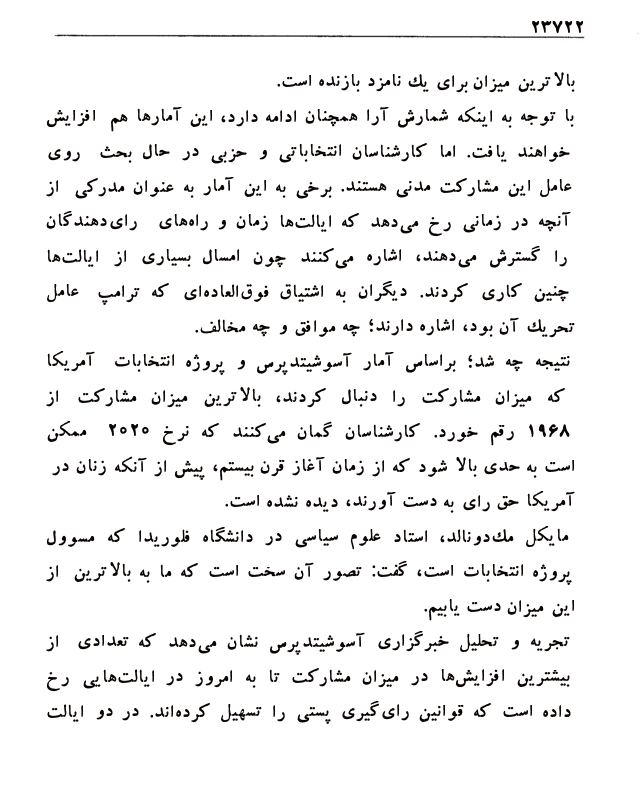 ۲۳۷۲۲
بالاترین میزان برای یك نامزد بازنده است.
با توجه به اینکه شمارش آرا همچنان ادامه دارد، این آمارها هم افزایش
خواهند یافت. اما کارشناسان انتخاباتی و حزبی در حال بحث روی
عامل این مشارکت مدنی هستند. برخی به این آمار به عنوان مدرکی از
آنچه در زمانی رخ می‌دهد که ایالت‌ها زمان و راه‌های رای‌دهندگان
را گسترش می‌دهند، اشاره می‌کنند چون امسال بسیاری از ایالت‌ها
چنین کاری کردند. دیگران به اشتیاق فوق‌العاده‌ای که ترامپ عامل
تحریك آن بود، اشاره دارند؛ چه موافق و چه مخالف.
نتیجه چه شد؛ براساس آمار آسوشیتدپرس و پروژه انتخابات آمریکا
که میزان مشارکت را دنبال کردند، بالاترین میزان مشارکت از
۱۹۶۸ رقم خورد. کارشناسان گمان می‌کنند که نرخ ۲۰۲۰ ممکن
است به حدی بالا شود که از زمان آغاز قرن بیستم، پیش از آنکه زنان در
آمریکا حق رای به دست آورند، دیده نشده است.
مایکل مك‌دونالد، استاد علوم سیاسی در دانشگاه فلوریدا که مسوول
پروژه انتخابات است، گفت: تصور آن سخت است که ما به بالاترین از
این میزان دست یابیم.
تجزیه و تحلیل خبرگزاری آسوشیتدپرس نشان می‌دهد که تعدادی از
بیشترین افزایش‌ها در میزان مشارکت تا به امروز در ایالت‌هایی رخ
داده است که قوانین رای‌گیری پستی را تسهیل کرده‌اند. در دو ایالت